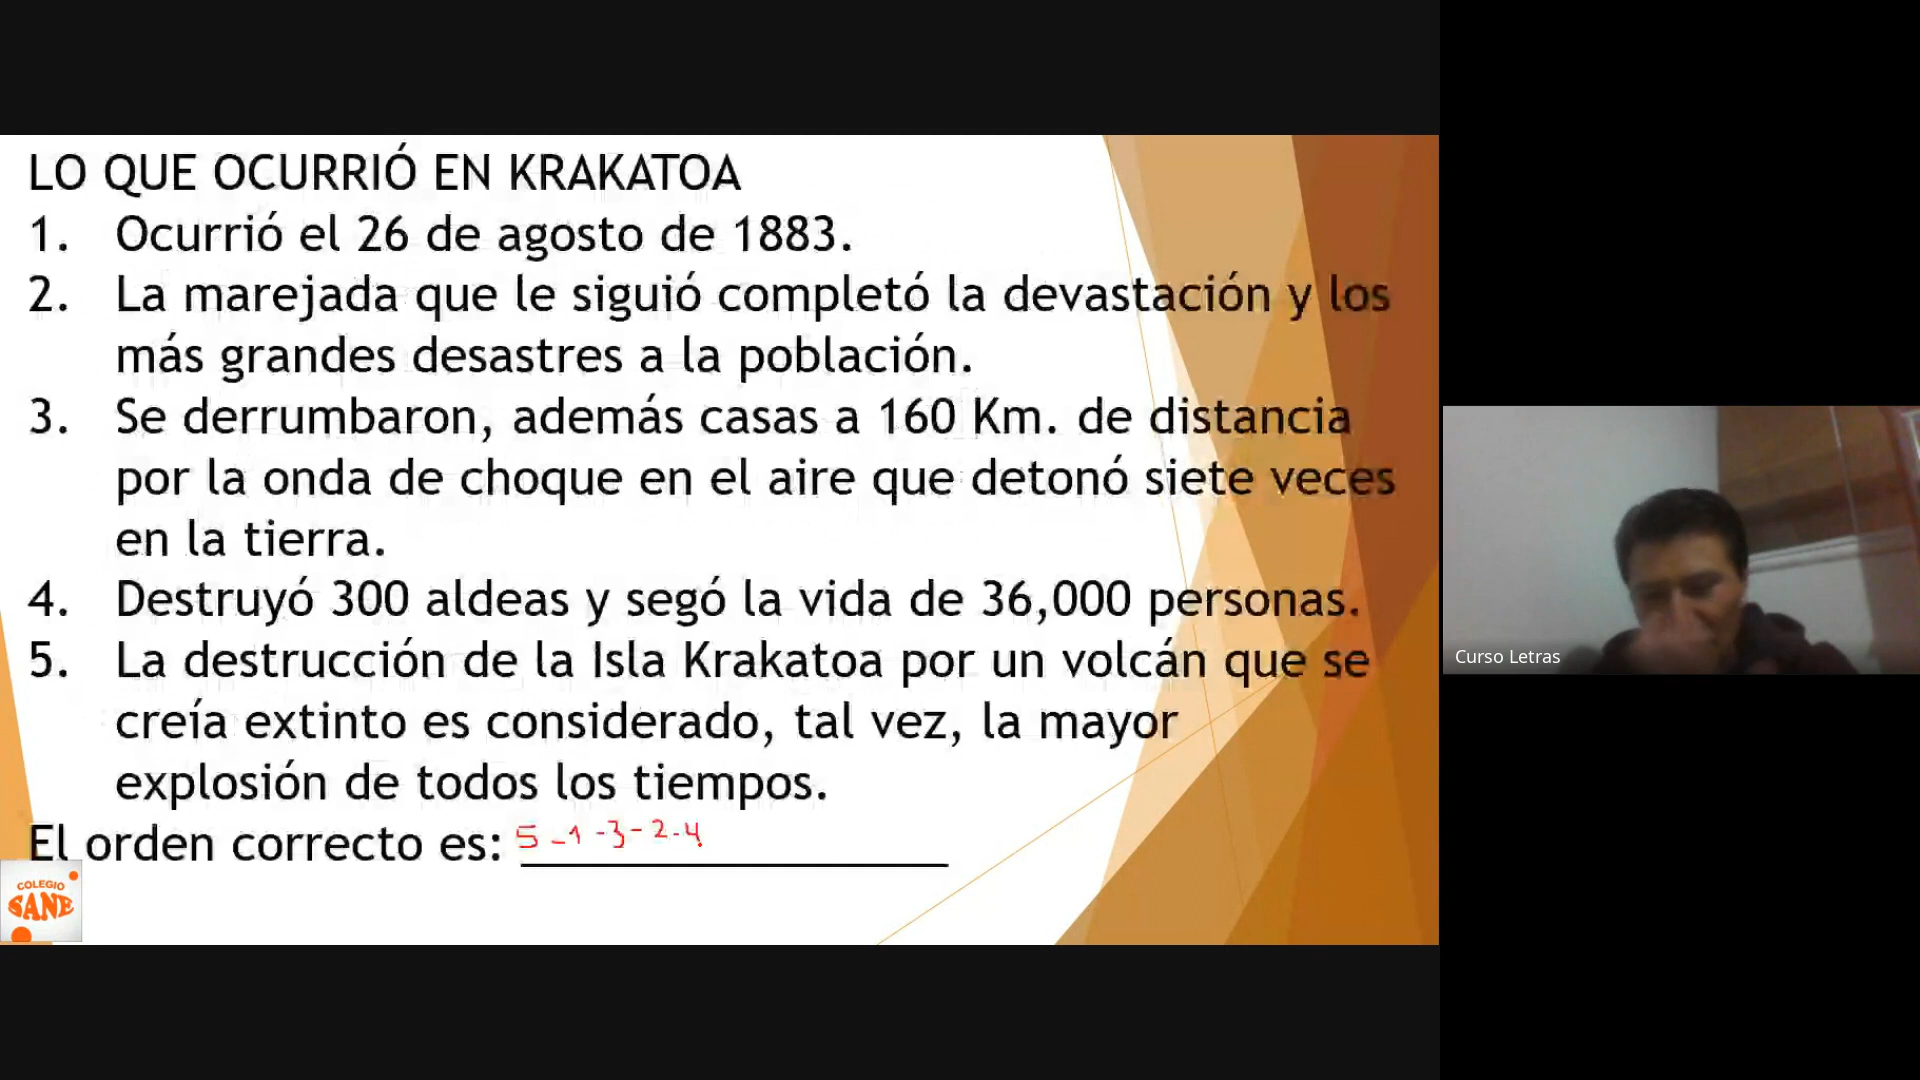 LO QUE OCURRIÓ EN KRAKATOA
1. Ocurrió el 26 de agosto de 1883.
2. La marejada que le siguió completó la devastación y los
más grandes desastres a la población.
3. Se derrumbaron, además casas a 160 Km. de distancia
por la onda de choque en el aire que detonó siete veces
en la tierra.
4. Destruyó 300 aldeas y segó la vida de 36,000 personas.
5. La destrucción de la Isla Krakatoa por un volcán que se
creía extinto es considerado, tal vez, la mayor
explosión de todos los tiempos.
El orden correcto es: 5-1-3-2-4
COLEGIO
SANE
Curso Letras